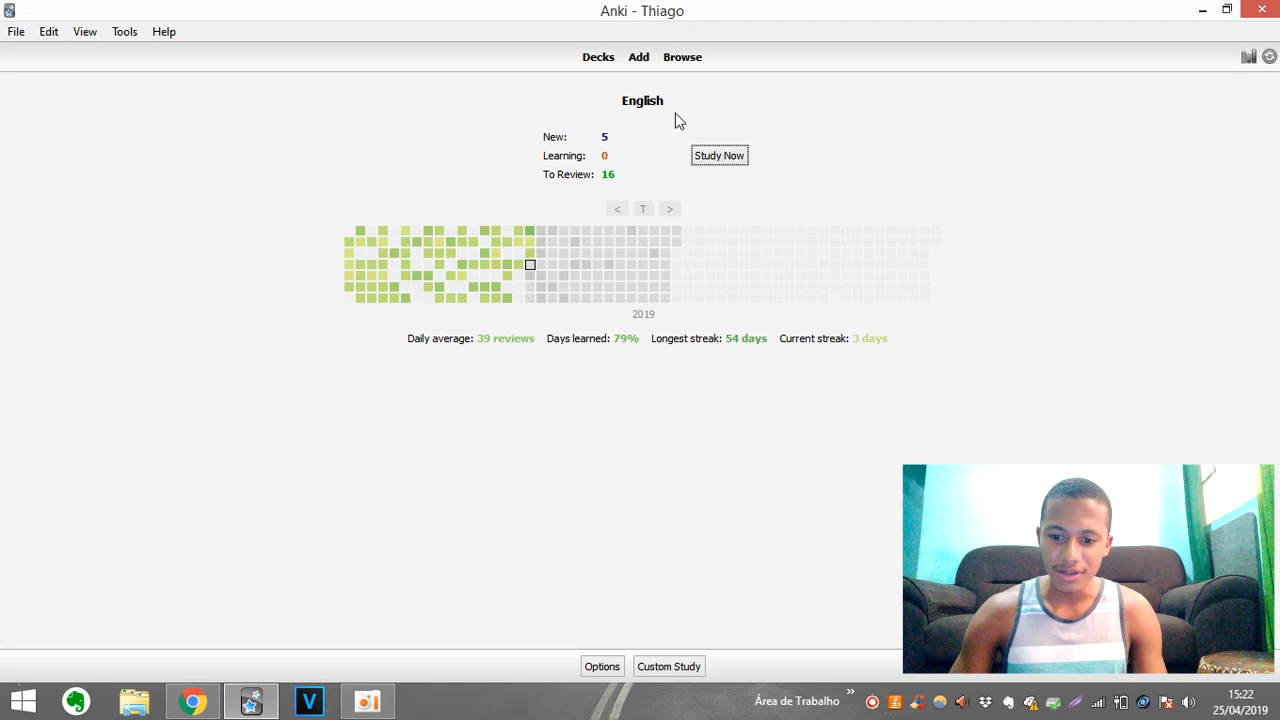 Anki - Thiago
File Edit View Tools Help
Decks Add Browse
English
New: 5
Learning: 0
To Review: 16
Study Now
< T >
2019
Daily average: 39 reviews Days learned: 79% Longest streak: 54 days Current streak: 3 days
Options Custom Study
V
Área de Trabalho
15:22
25/04/2019